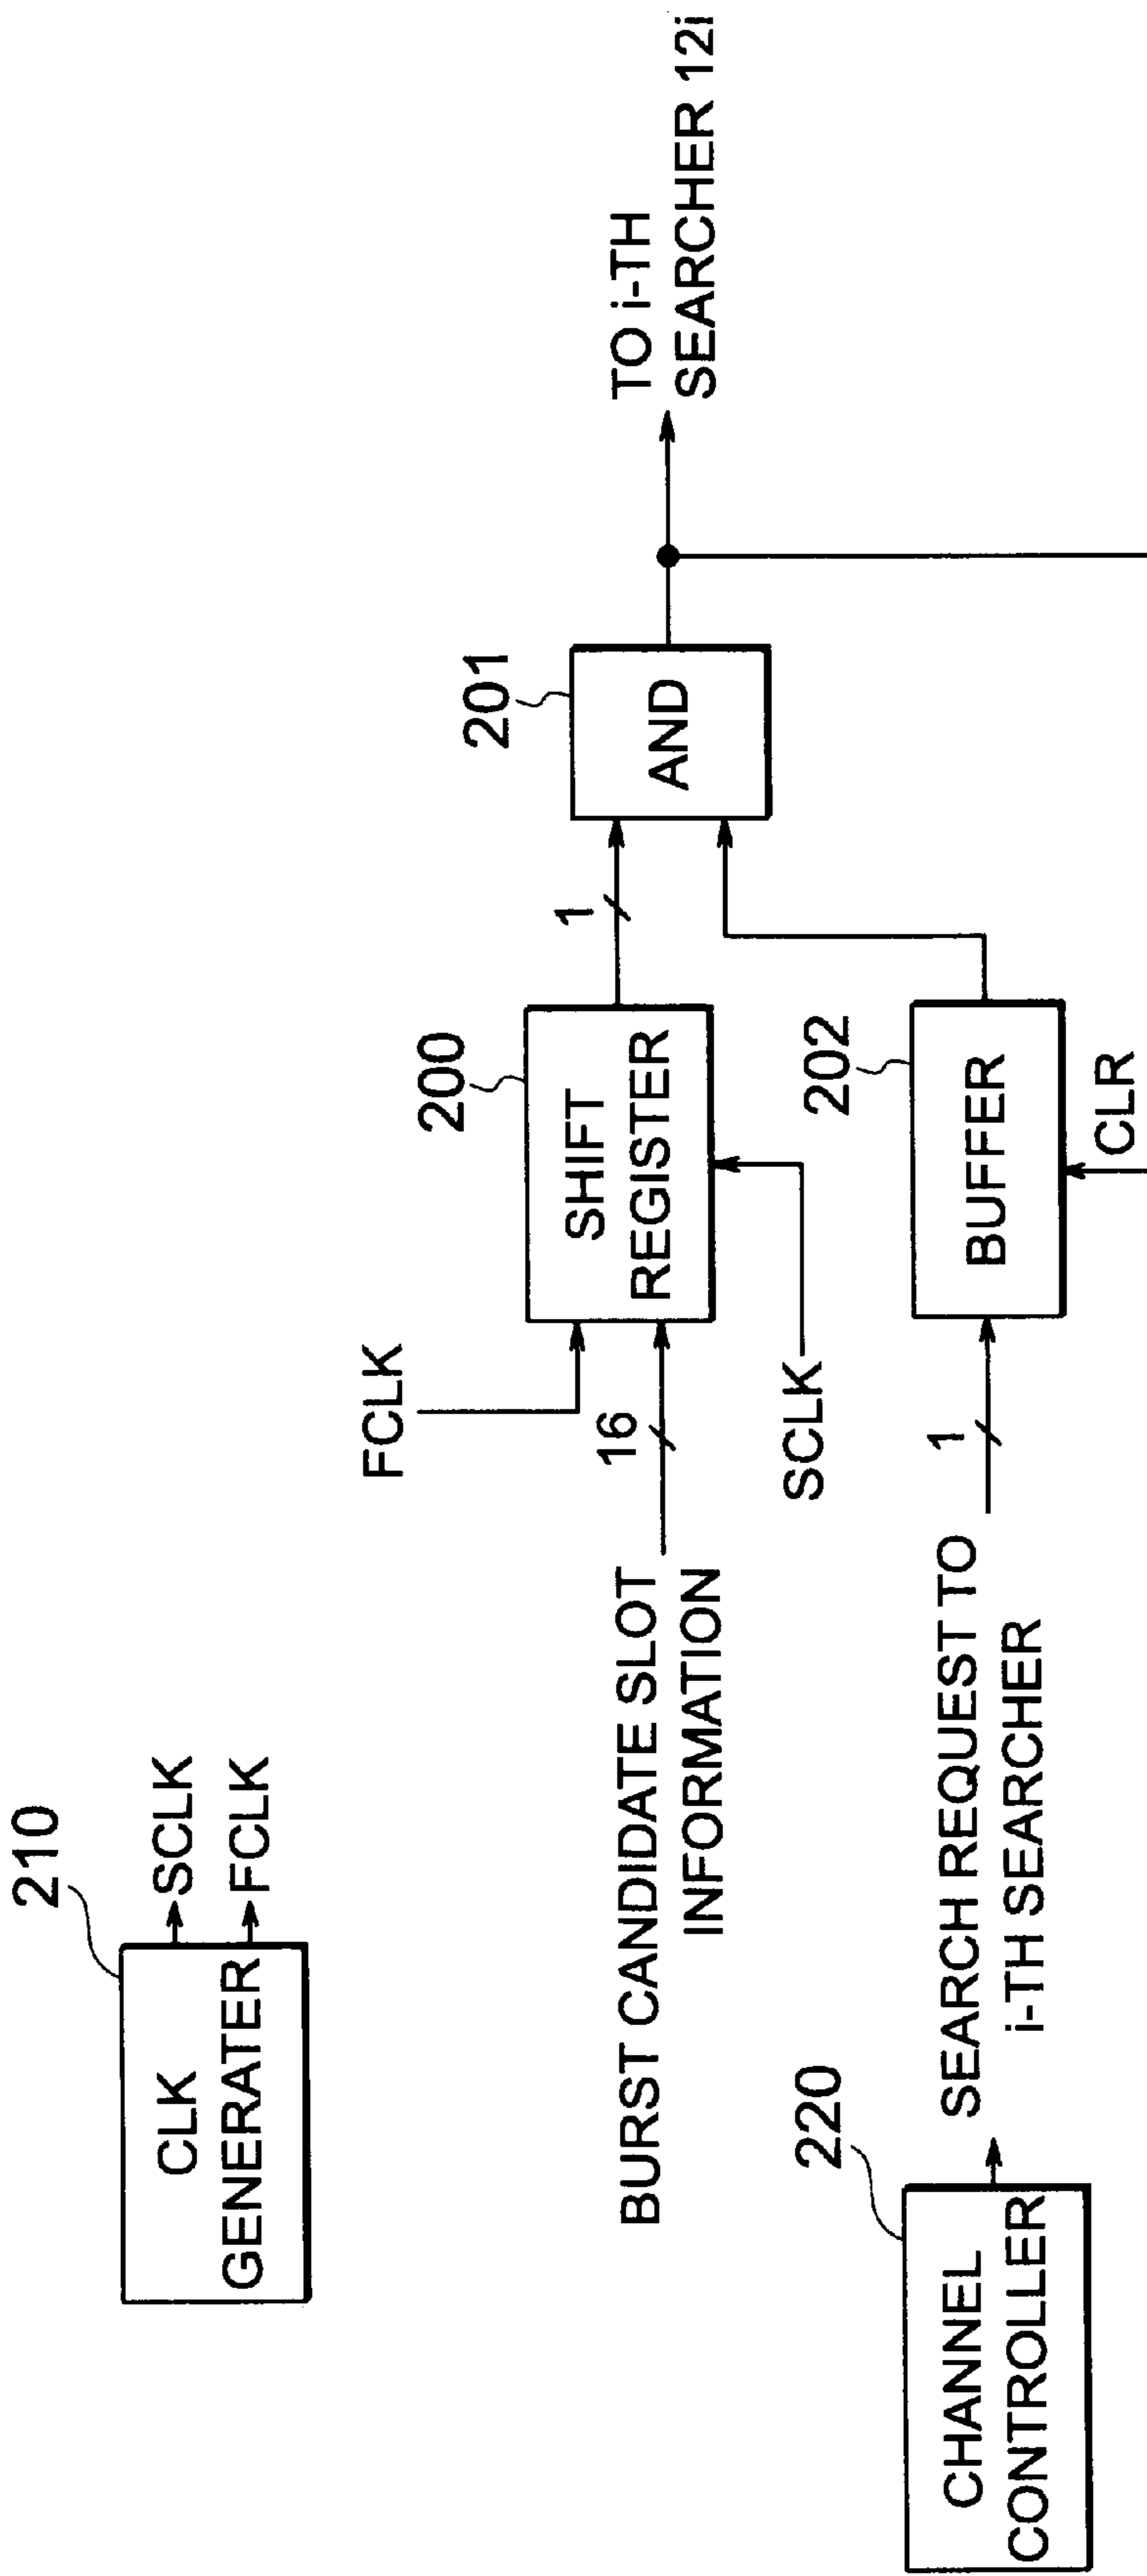 210
CLK
GENERATER
SCLK
FCLK
FCLK
BURST CANDIDATE SLOT
INFORMATION
16
200
SHIFT
REGISTER
SCLK
1
201
AND
TO i-TH
SEARCHER 12i
220
CHANNEL
CONTROLLER
SEARCH REQUEST TO
i-TH SEARCHER
1
202
BUFFER
CLR